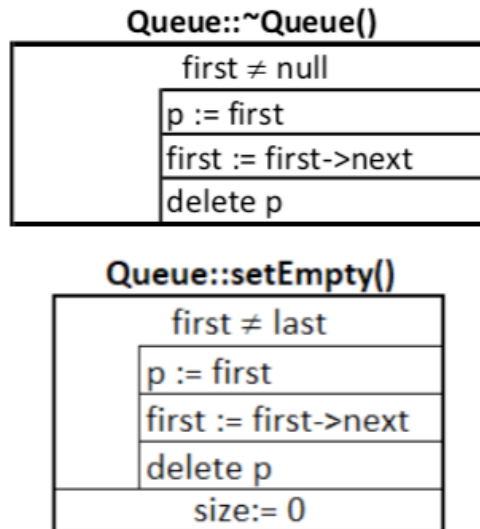 Queue::~Queue()
first ≠ null
p := first
first := first->next
delete p
Queue::setEmpty()
first ≠ last
p := first
first := first->next
delete p
size:= 0